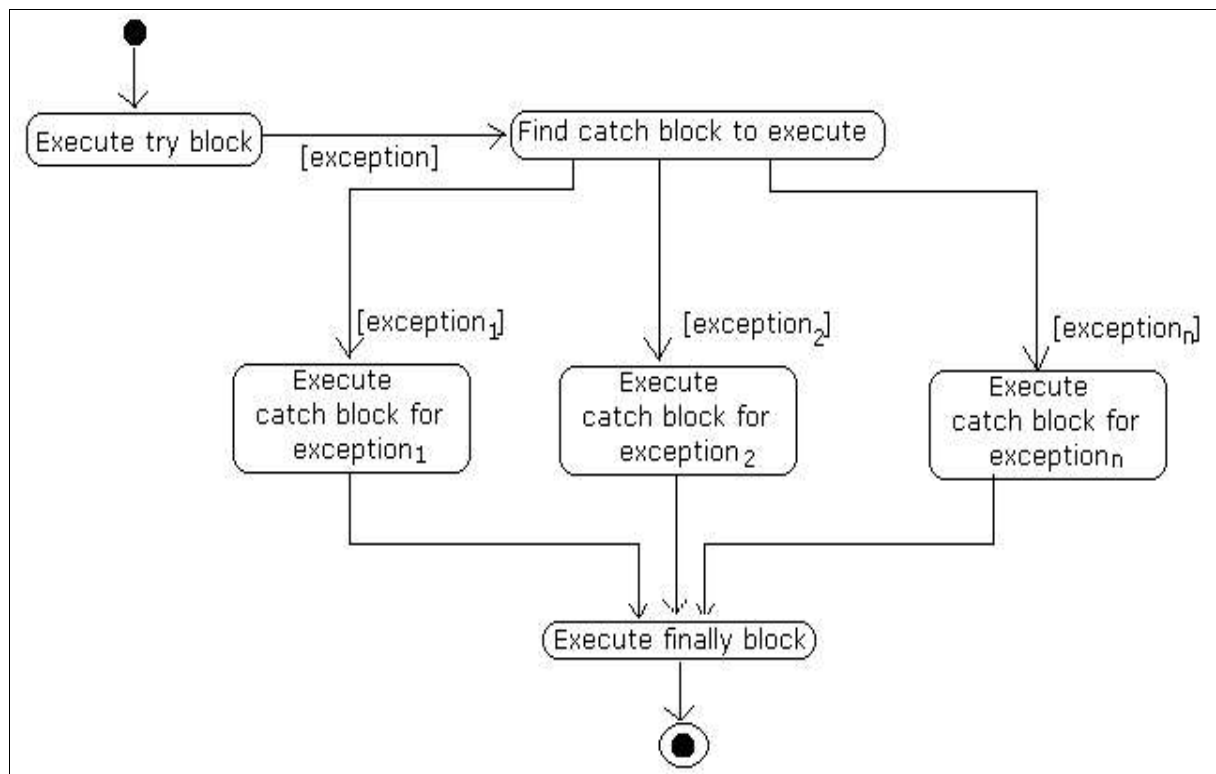 Execute try block
[exception]
Find catch block to execute
[exception1]
[exception2]
[exceptionn]
Execute
catch block for
exception1
Execute
catch block for
exception2
Execute
catch block for
exceptionn
Execute finally block